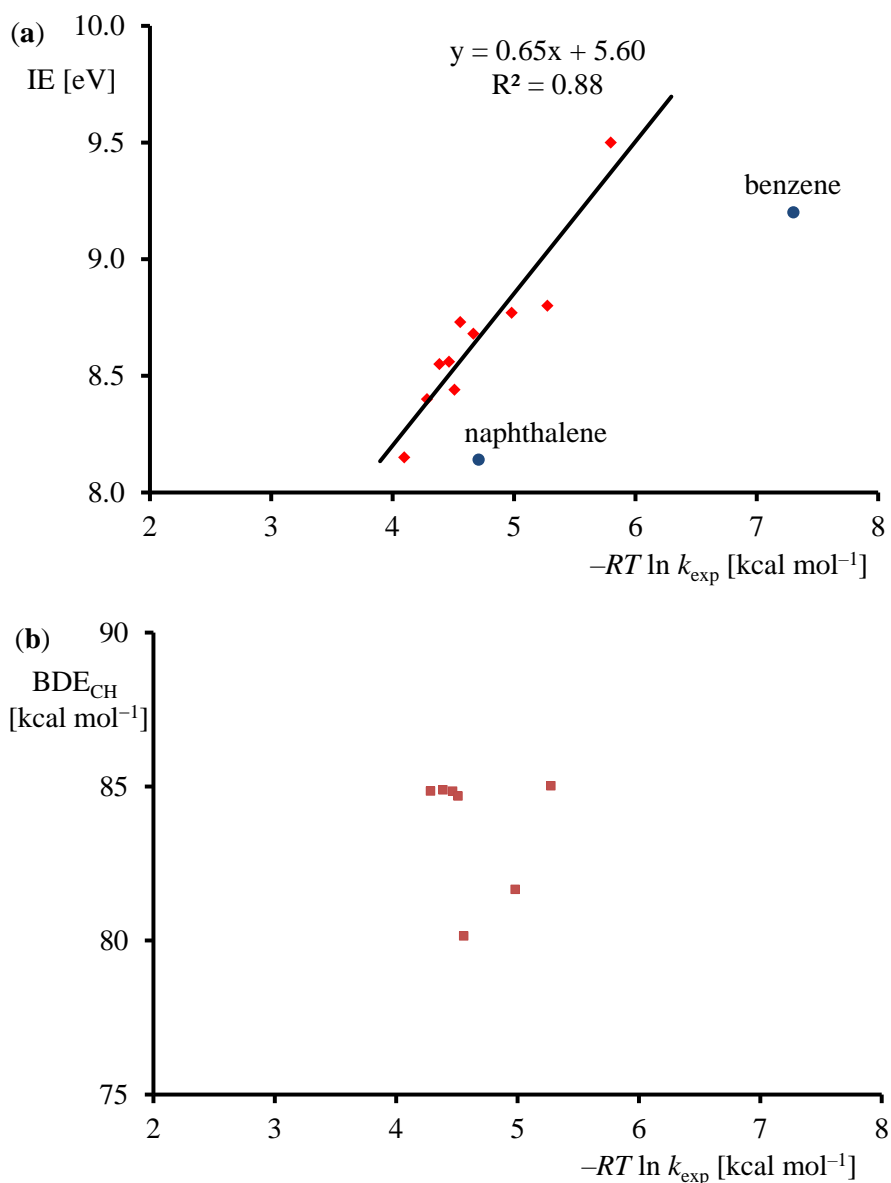 (a)
10.0
IE [eV]
y = 0.65x + 5.60
R² = 0.88
9.5
benzene
9.0
8.5
naphthalene
8.0
2 3 4 5 6 7 8
–RT ln kexp [kcal mol⁻¹]
(b)
90
BDECH
[kcal mol⁻¹]
85
80
75
2 3 4 5 6 7 8
–RT ln kexp [kcal mol⁻¹]